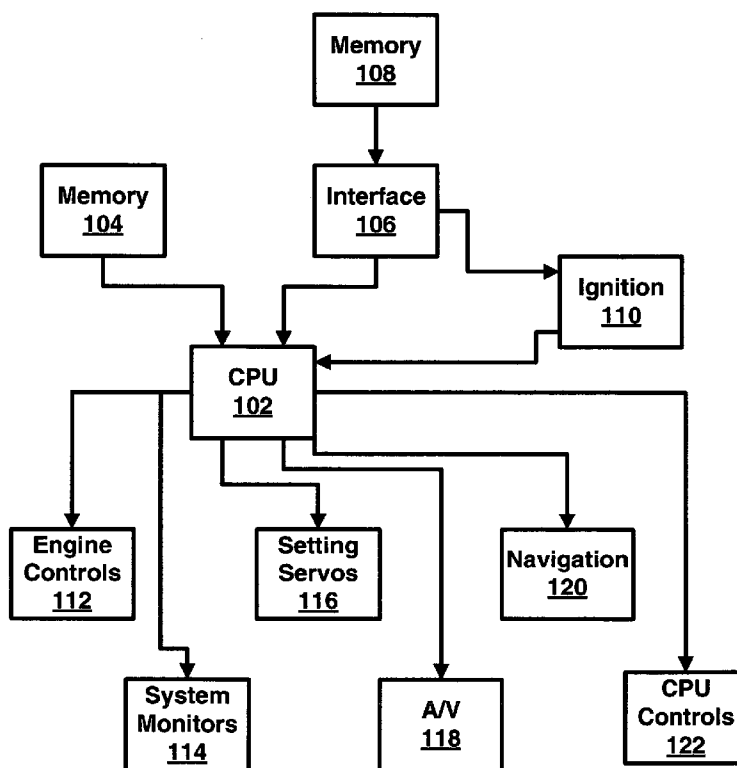 Memory
108
Memory
104
Interface
106
Ignition
110
CPU
102
Engine
Controls
112
Setting
Servos
116
Navigation
120
System
Monitors
114
A/V
118
CPU
Controls
122